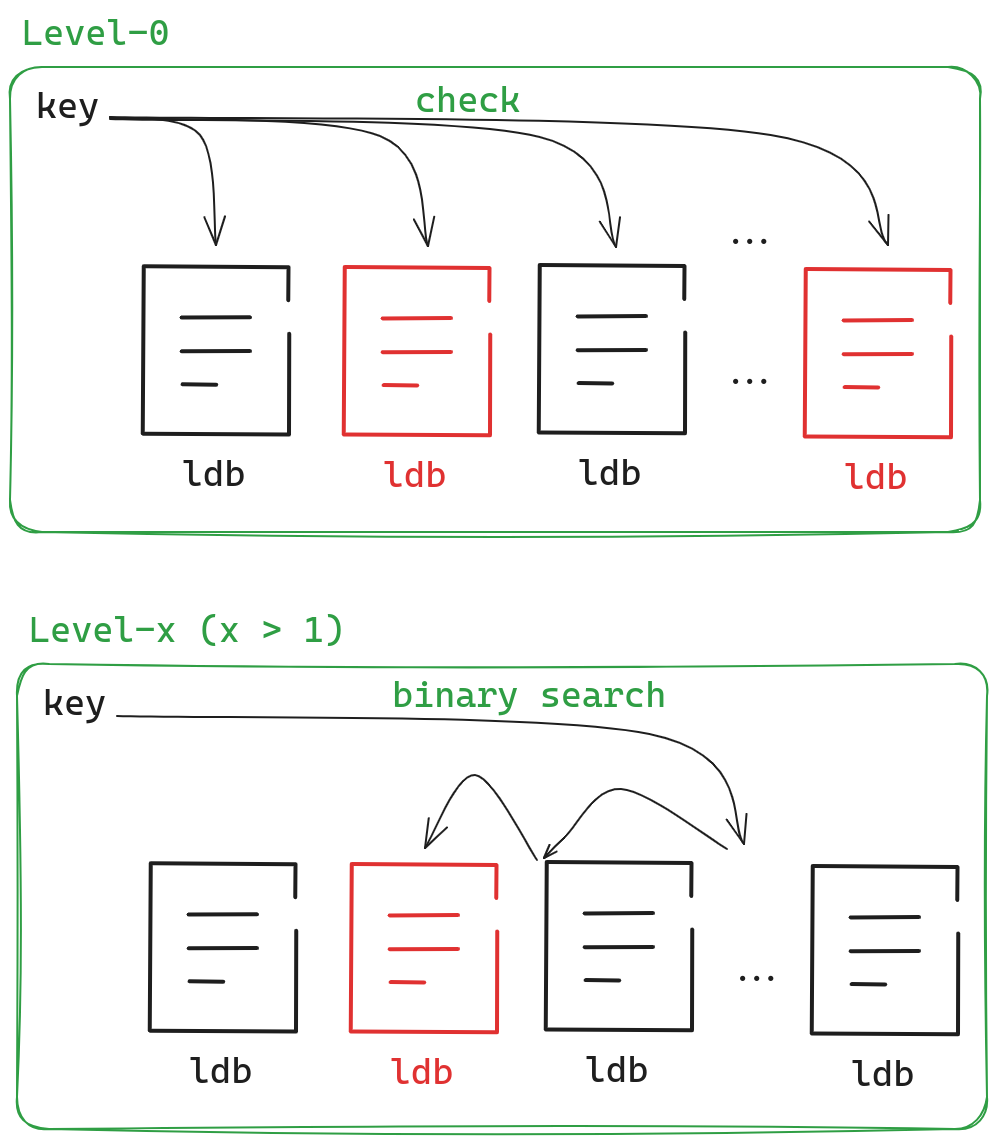 Level-0
key
check
...
...
ldb ldb ldb ldb
Level-x (x > 1)
key
binary search
...
ldb ldb ldb ldb